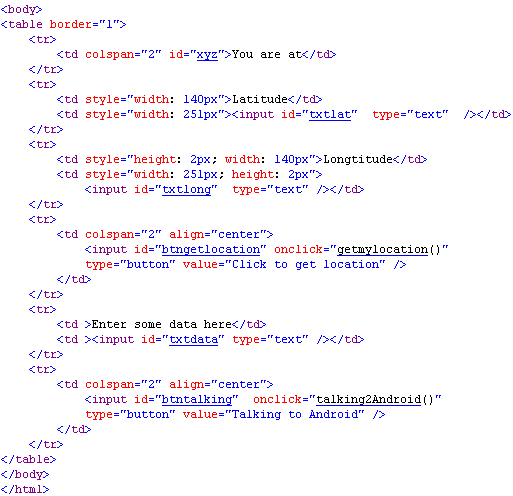 <body>
<table border="1">
<tr>
<td colspan="2" id="xyz">You are at</td>
</tr>
<tr>
<td style="width: 140px">Latitude</td>
<td style="width: 251px"><input id="txtlat"  type="text"  /></td>
</tr>
<tr>
<td style="height: 2px; width: 140px">Longtitude</td>
<td style="width: 251px; height: 2px">
<input id="txtlong"  type="text" /></td>
</tr>
<tr>
<td colspan="2" align="center">
<input id="btngetlocation" onclick="getmylocation()"
type="button" value="Click to get location" />
</td>
</tr>
<tr>
<td >Enter some data here</td>
<td ><input id="txtdata" type="text" /></td>
</tr>
<tr>
<td colspan="2" align="center">
<input id="btntalking"  onclick="talking2Android()"
type="button" value="Talking to Android" />
</td>
</tr>
</table>
</body>
</html>